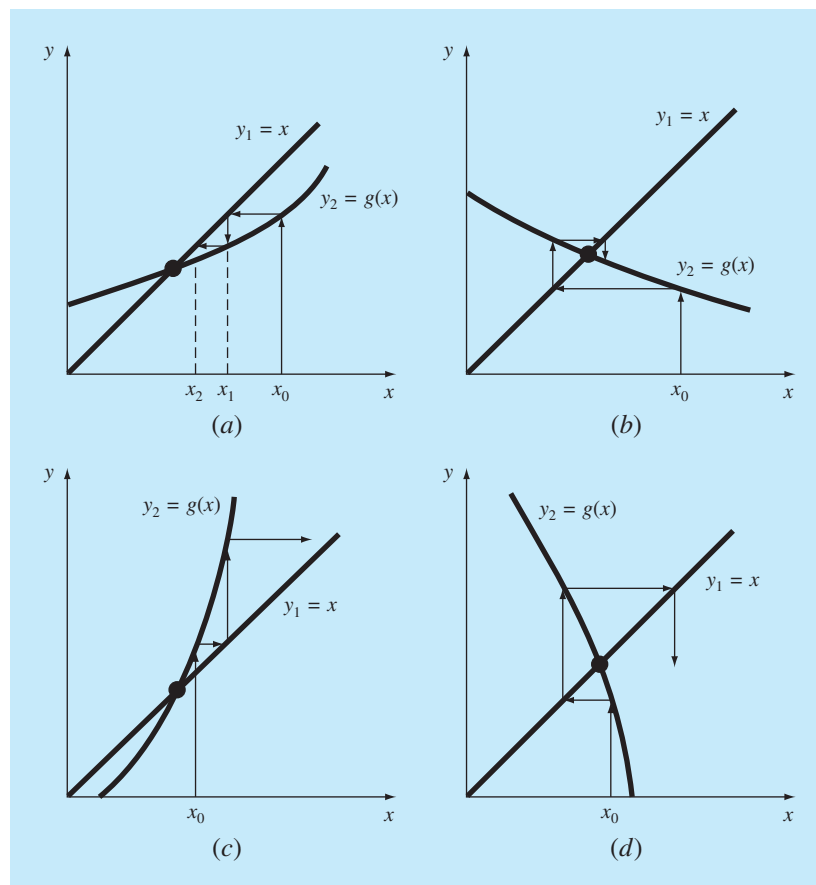 y
y₁ = x
y₂ = g(x)
x₂ x₁ x₀ x
(a)
y
y₁ = x
y₂ = g(x)
x₀ x
(b)
y
y₂ = g(x)
y₁ = x
x₀ x
(c)
y
y₂ = g(x)
y₁ = x
x₀ x
(d)